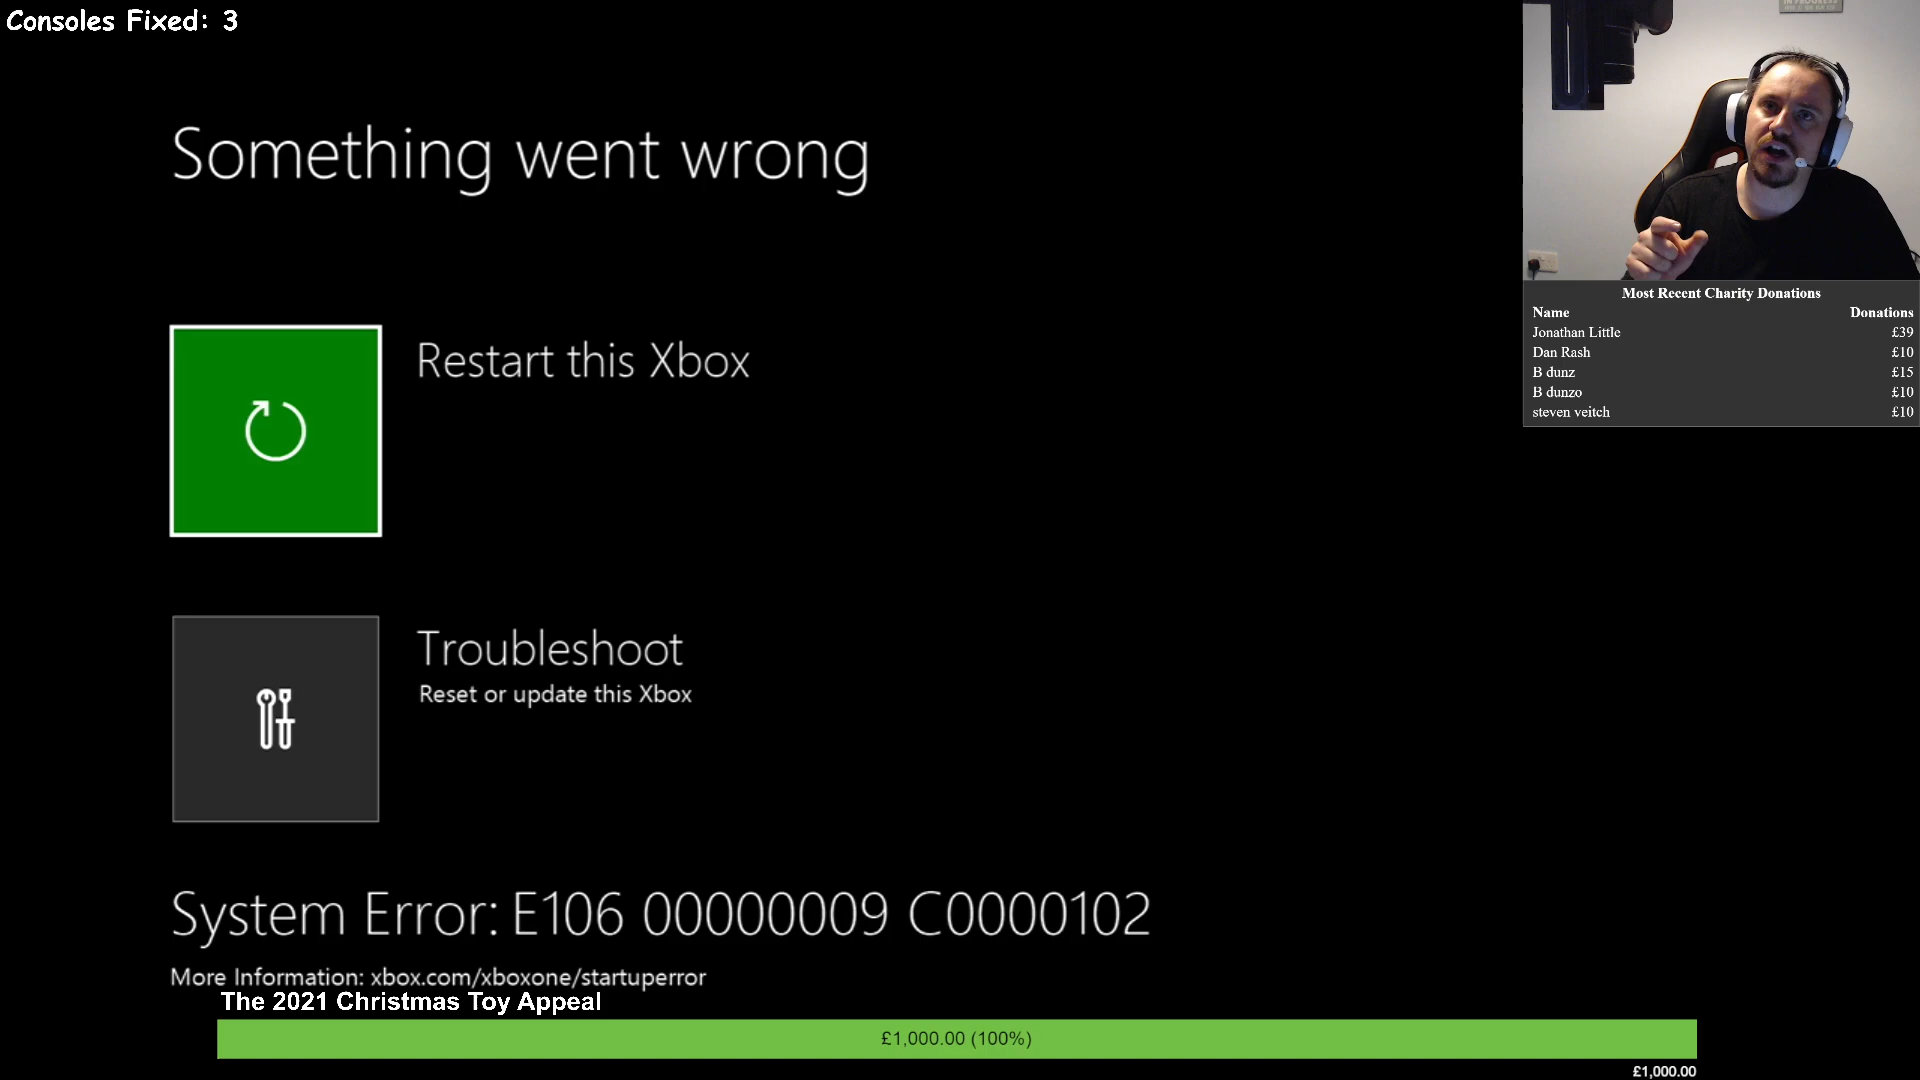 Consoles Fixed: 3
Something went wrong
Restart this Xbox
Troubleshoot
Reset or update this Xbox
System Error: E106 00000009 C0000102
More Information: xbox.com/xboxone/startuperror
The 2021 Christmas Toy Appeal
£1,000.00 (100%)
£1,000.00
IN PROGRESS
Most Recent Charity Donations
Name Donations
Jonathan Little £39
Dan Rash £10
B dunz £15
B dunzo £10
steven veitch £10